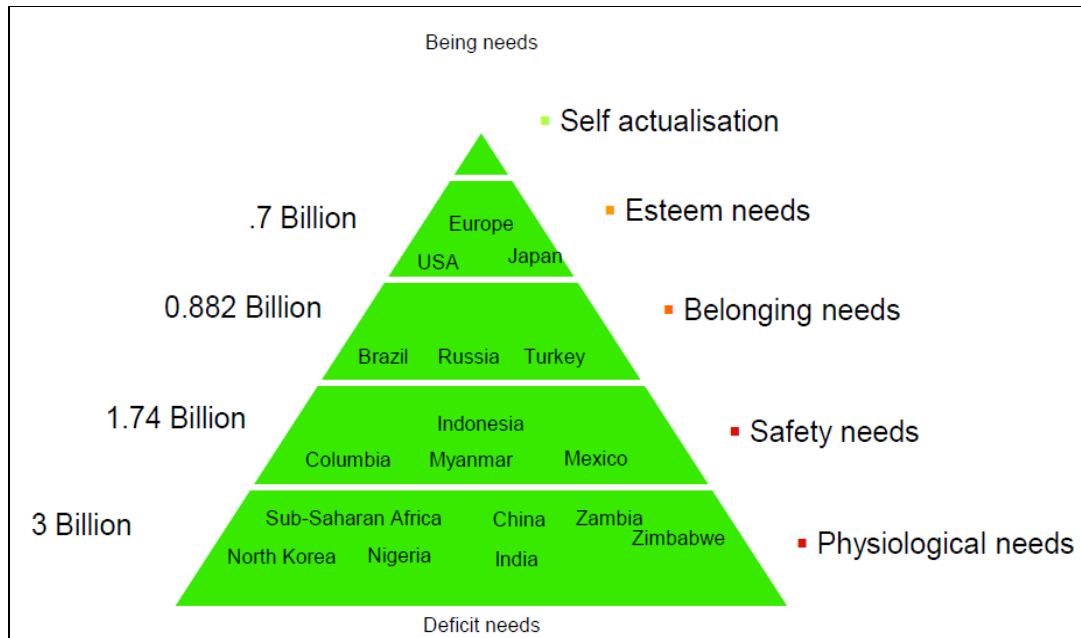 Being needs
Self actualisation
.7 Billion
Europe
USA
Japan
Esteem needs
0.882 Billion
Brazil
Russia
Turkey
Belonging needs
1.74 Billion
Indonesia
Columbia
Myanmar
Mexico
Safety needs
3 Billion
Sub-Saharan Africa
China
Zambia
Zimbabwe
North Korea
Nigeria
India
Physiological needs
Deficit needs